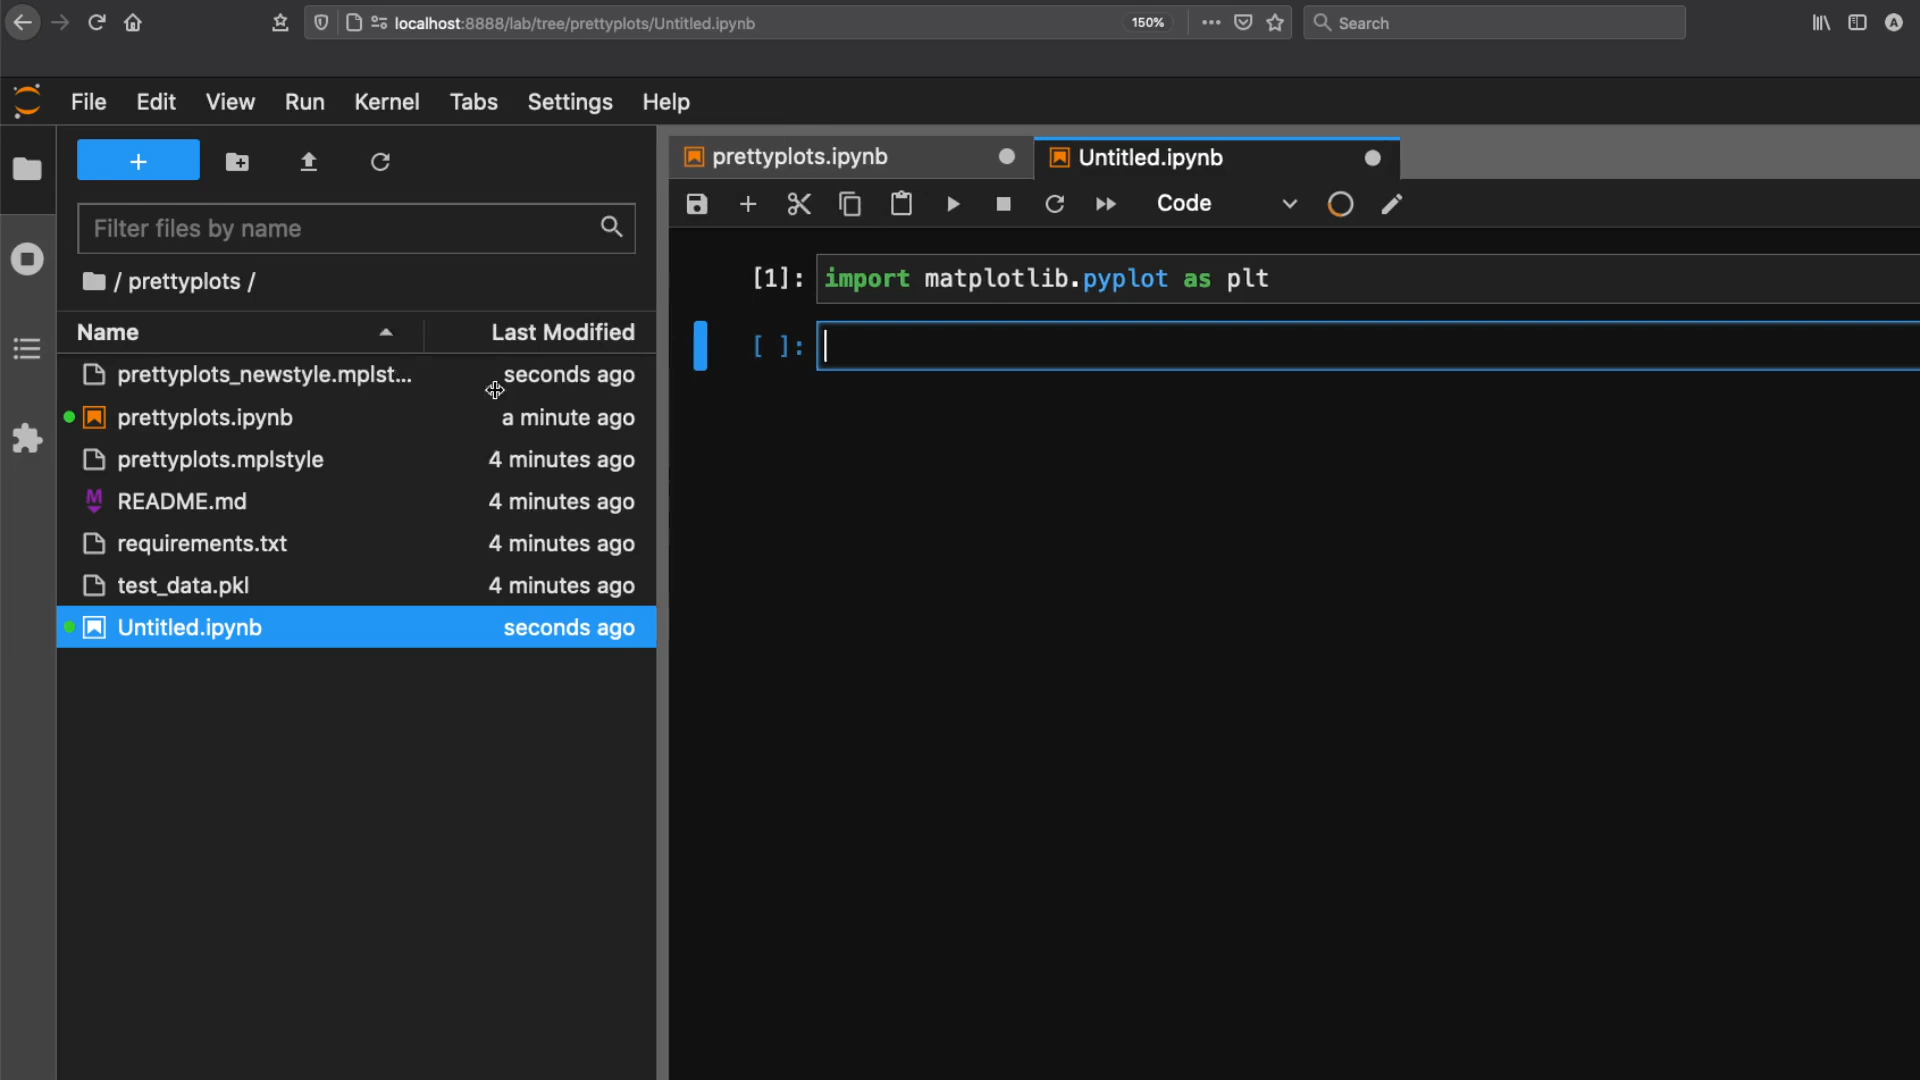 localhost:8888/lab/tree/prettyplots/Untitled.ipynb
150%
Search
A
File Edit View Run Kernel Tabs Settings Help
prettyplots.ipynb
Untitled.ipynb
Code
Filter files by name
/ prettyplots /
Name Last Modified
prettyplots_newstyle.mplst... seconds ago
prettyplots.ipynb a minute ago
prettyplots.mplstyle 4 minutes ago
M README.md 4 minutes ago
requirements.txt 4 minutes ago
test_data.pkl 4 minutes ago
Untitled.ipynb seconds ago
[1]: import matplotlib.pyplot as plt
[ ]: